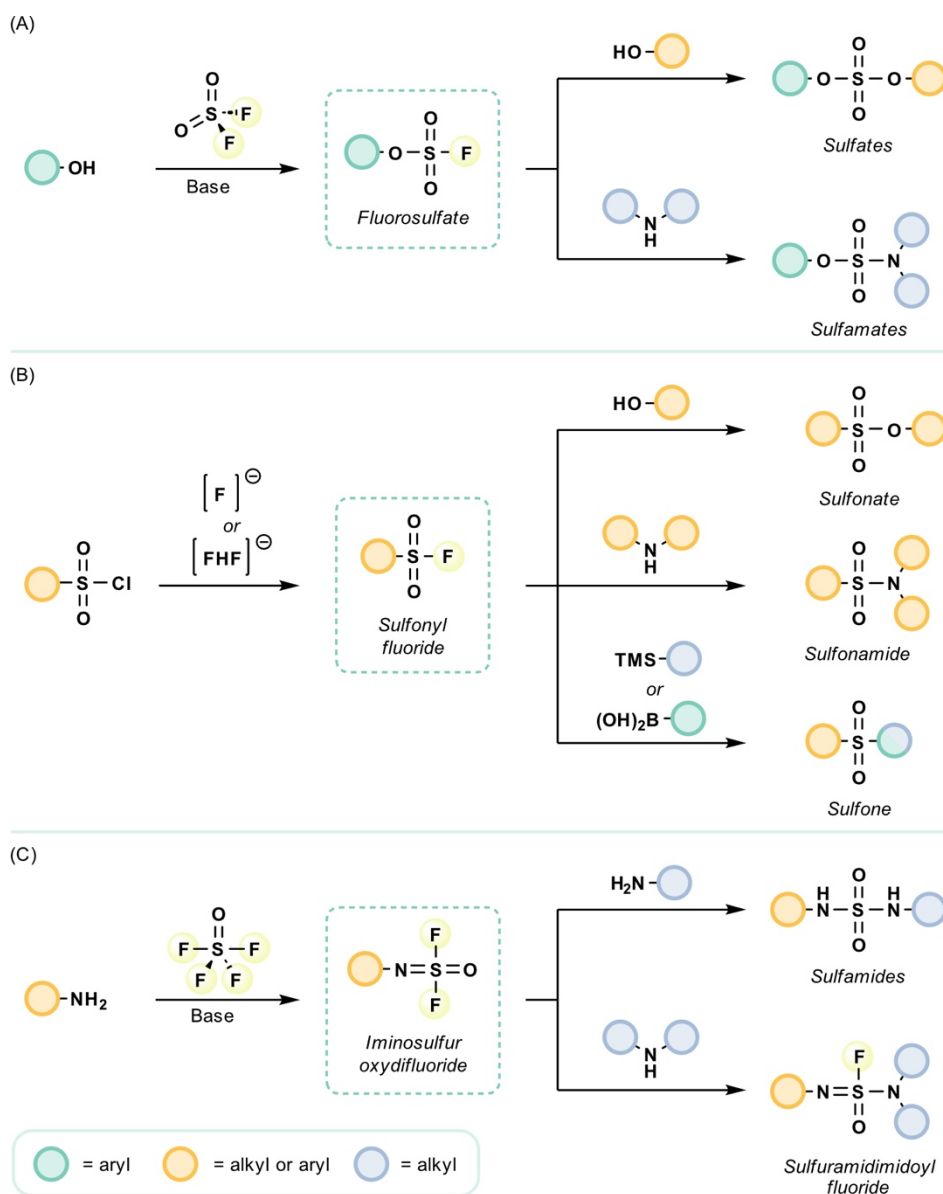 (A)
OH
O
S
O
F
F
Base
O
O
S
F
O
Fluorosulfate
HO
O
O
S
O
O
Sulfates
N
H
O
O
S
N
O
Sulfamates
(B)
O
S
Cl
O
[ F ] ⊖
or
[ FHF ] ⊖
O
S
F
O
Sulfonyl
fluoride
HO
O
S
O
O
Sulfonate
N
H
O
S
N
O
Sulfonamide
TMS
or
(OH)₂B
O
S
O
Sulfone
(C)
NH₂
O
F
S
F
F
F
Base
F
N=S=O
F
Iminosulfur
oxydifluoride
H₂N
H
O
H
N
S
N
O
Sulfamides
N
H
F
N=S
N
O
Sulfuramidimidoyl
fluoride
= aryl
= alkyl or aryl
= alkyl